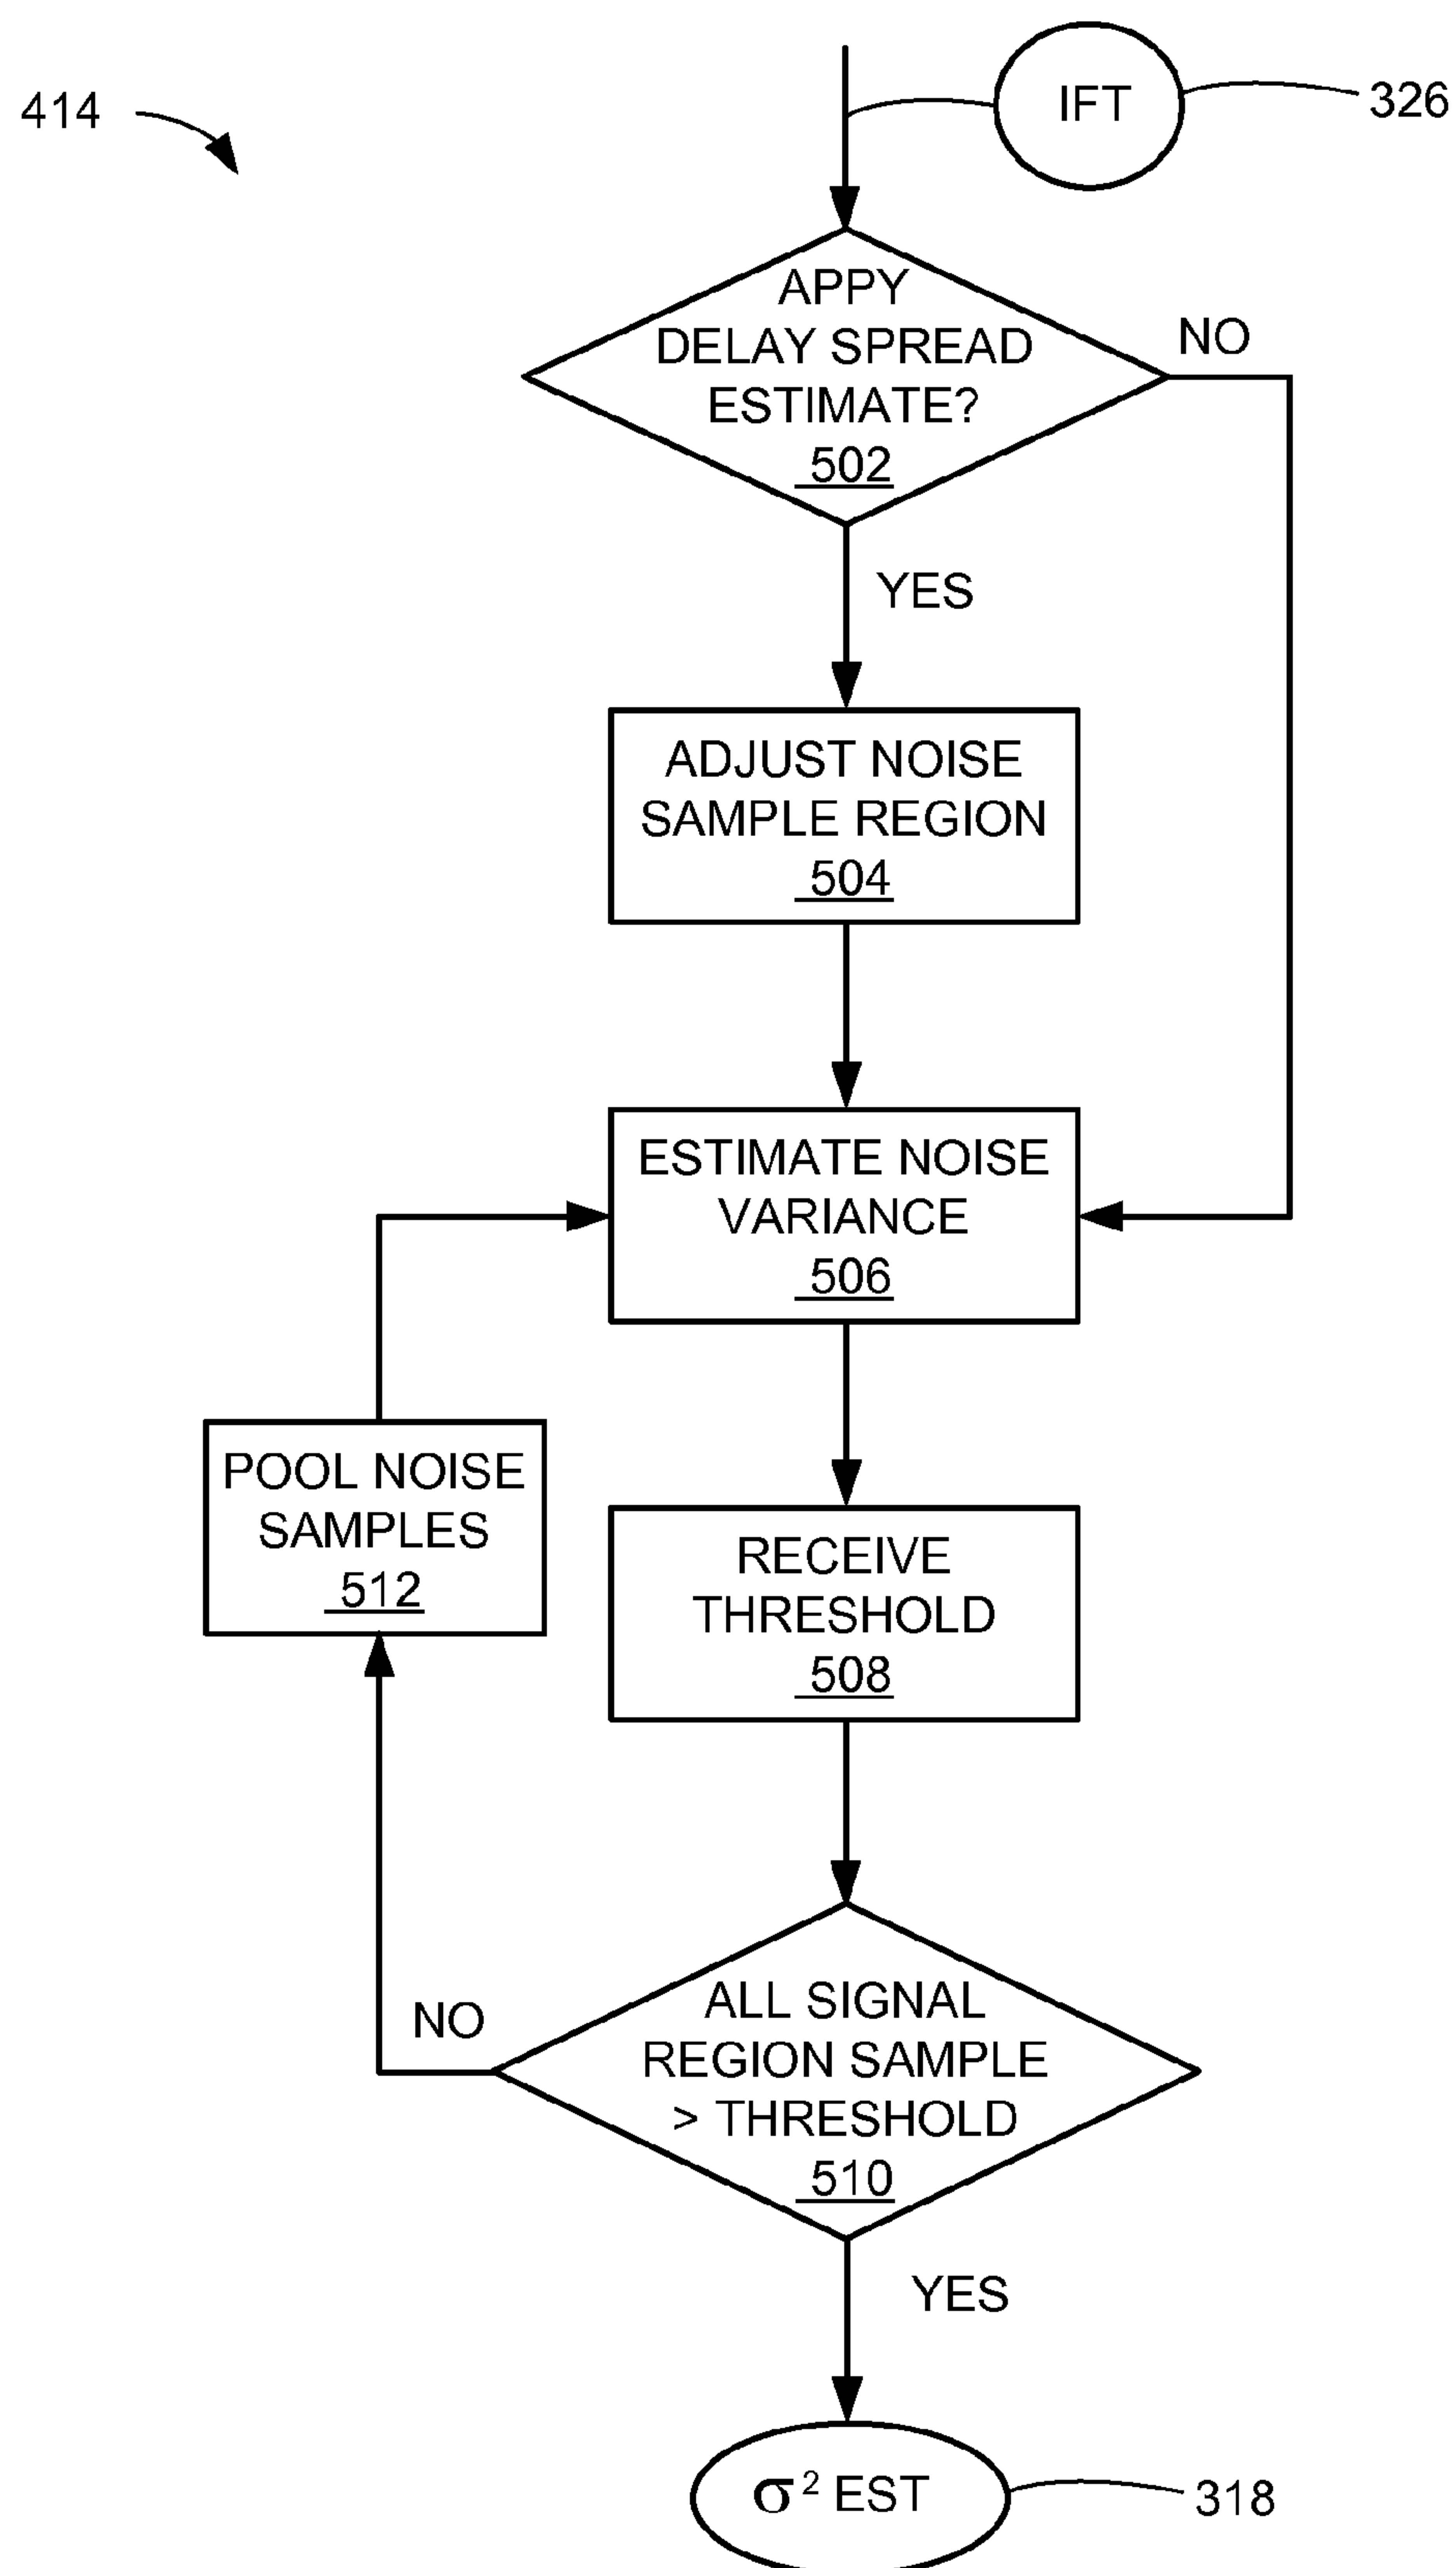 414
IFT
326
APPY
DELAY SPREAD
ESTIMATE?
502
NO
YES
ADJUST NOISE
SAMPLE REGION
504
ESTIMATE NOISE
VARIANCE
506
POOL NOISE
SAMPLES
512
RECEIVE
THRESHOLD
508
NO
ALL SIGNAL
REGION SAMPLE
> THRESHOLD
510
YES
σ² EST
318